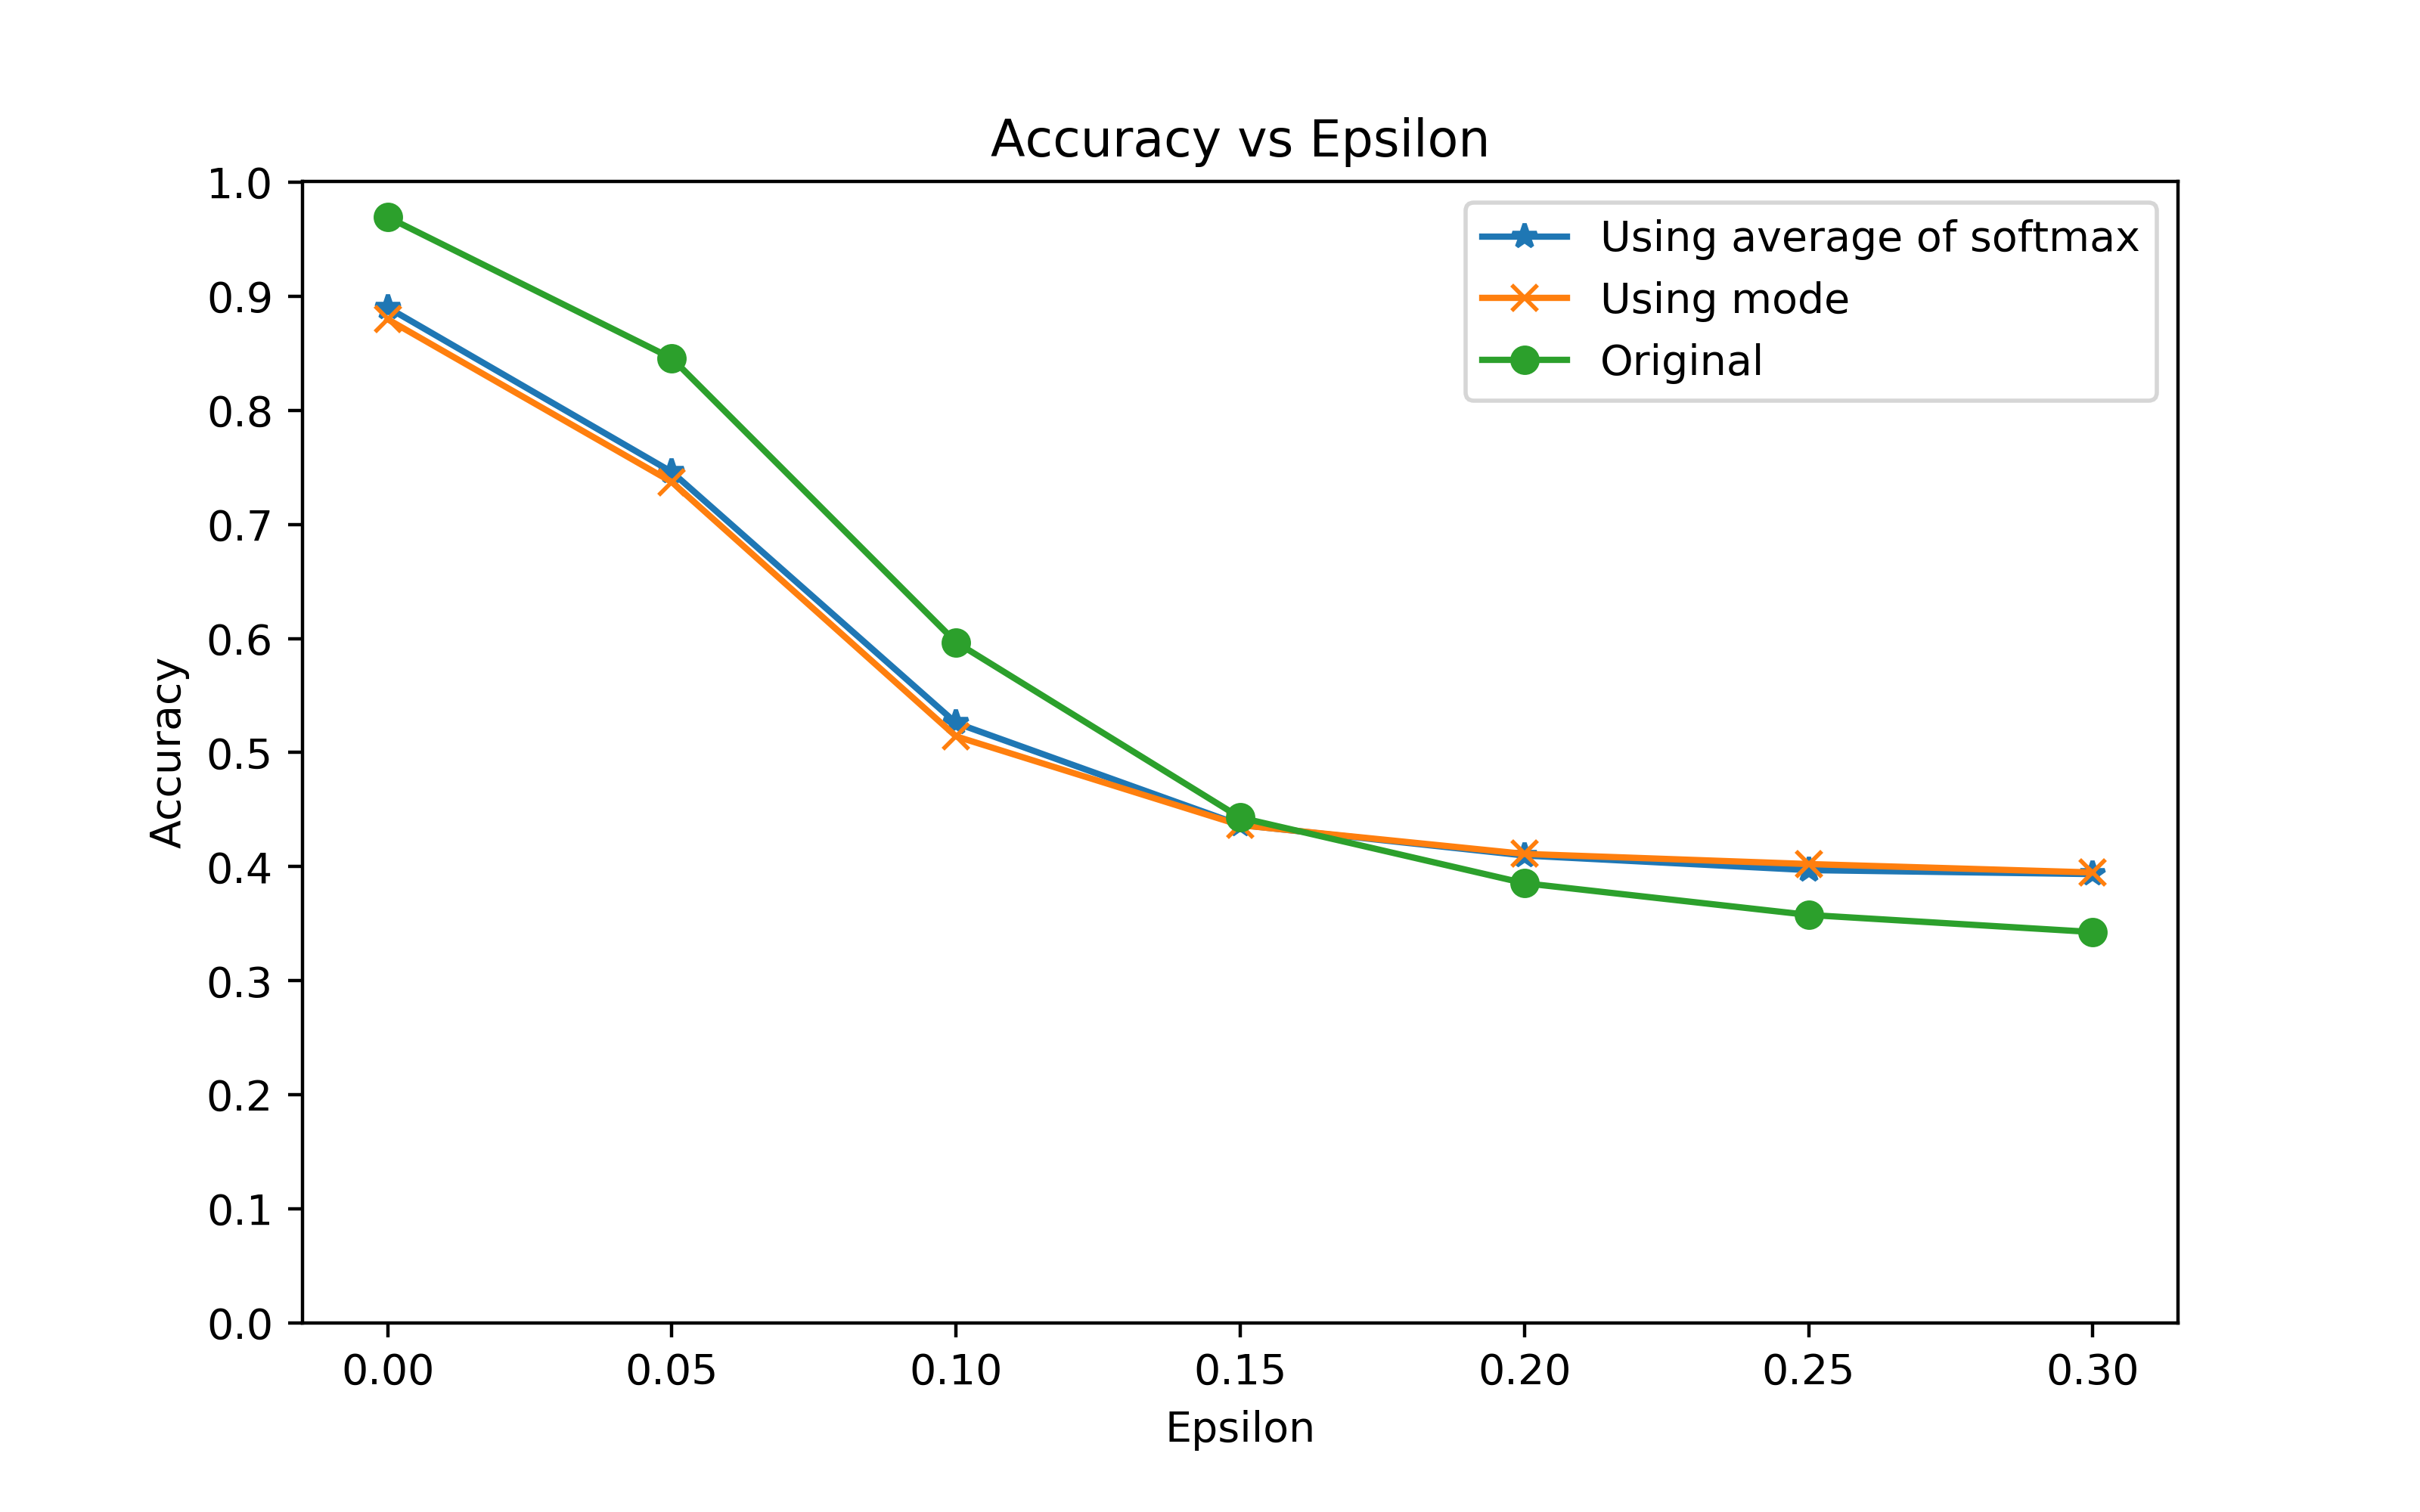 Accuracy vs Epsilon
1.0
0.9
0.8
0.7
0.6
0.5
0.4
0.3
0.2
0.1
0.0
Accuracy
Using average of softmax
Using mode
Original
0.00 0.05 0.10 0.15 0.20 0.25 0.30
Epsilon